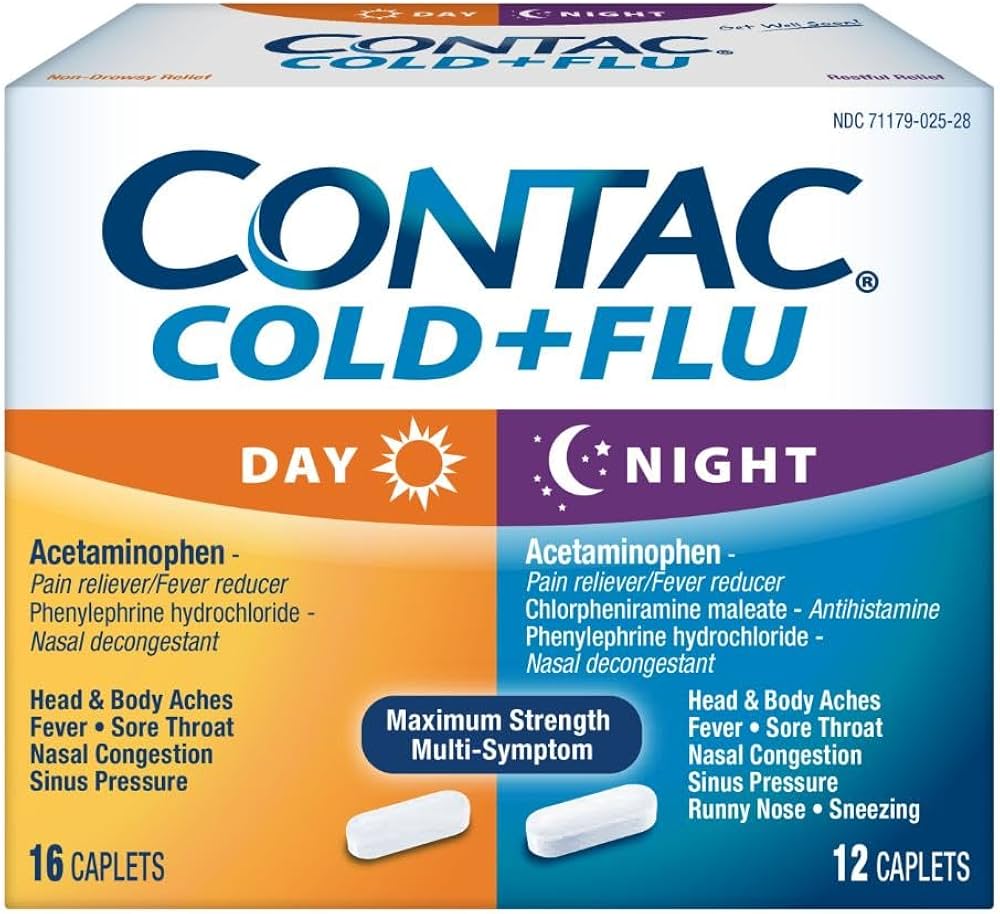 DAY NIGHT
Get Well Soon!
CONTAC®
COLD+FLU
Non-Drowsy Relief
Restful Relief
NDC 71179-025-28
CONTAC®
COLD+FLU
DAY
NIGHT
Acetaminophen -
Pain reliever/Fever reducer
Phenylephrine hydrochloride -
Nasal decongestant
Head & Body Aches
Fever • Sore Throat
Nasal Congestion
Sinus Pressure
16 CAPLETS
Acetaminophen -
Pain reliever/Fever reducer
Chlorpheniramine maleate - Antihistamine
Phenylephrine hydrochloride -
Nasal decongestant
Maximum Strength
Multi-Symptom
Head & Body Aches
Fever • Sore Throat
Nasal Congestion
Sinus Pressure
Runny Nose • Sneezing
12 CAPLETS